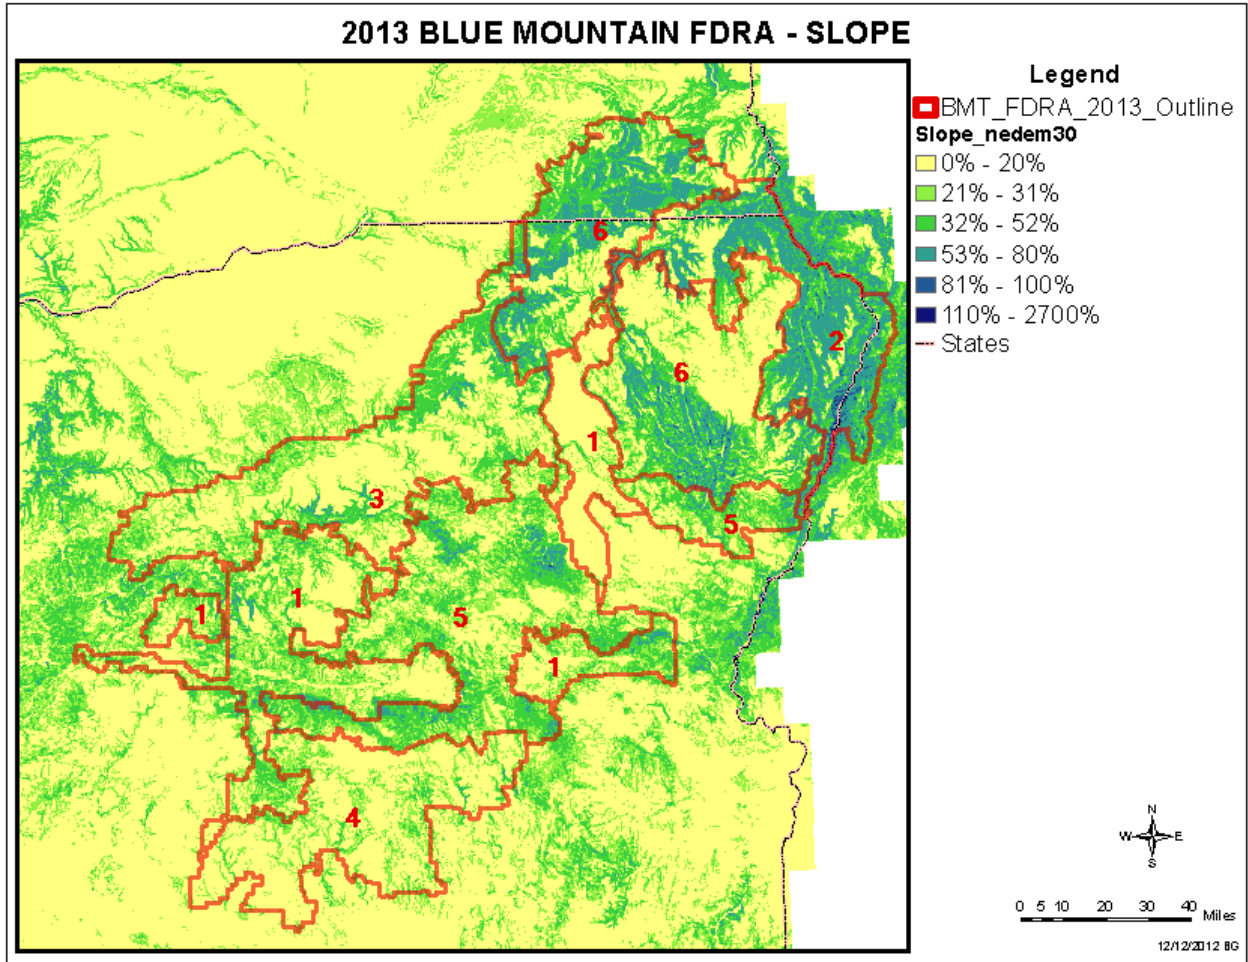 2013 BLUE MOUNTAIN FDRA - SLOPE
Legend
BMT_FDRA_2013_Outline
Slope_nedem30
0% - 20%
21% - 31%
32% - 52%
53% - 80%
81% - 100%
110% - 2700%
States
6
2
6
1
3
5
1
1
5
1
4
N
W E
S
0 5 10 20 30 40
Miles
12/12/2012 BG